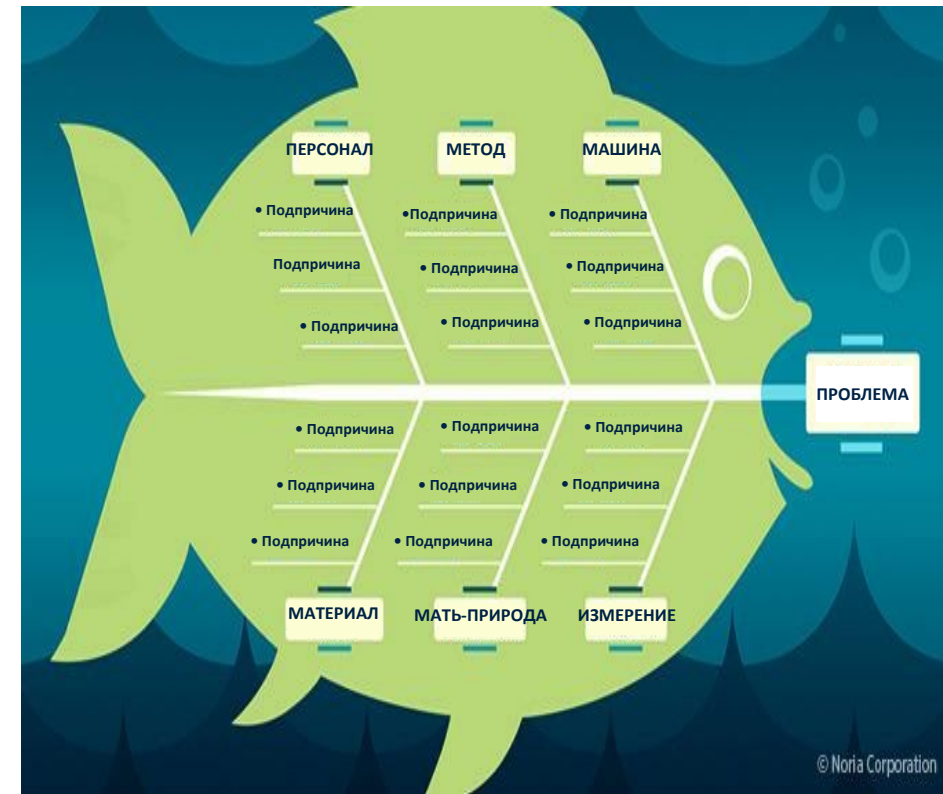 ПЕРСОНАЛ МЕТОД МАШИНА
• Подпричина •Подпричина • Подпричина
Подпричина • Подпричина • Подпричина
• Подпричина • Подпричина • Подпричина
ПРОБЛЕМА
• Подпричина • Подпричина • Подпричина
• Подпричина • Подпричина • Подпричина
• Подпричина • Подпричина • Подпричина
МАТЕРИАЛ МАТЬ-ПРИРОДА ИЗМЕРЕНИЕ
© Noria Corporation